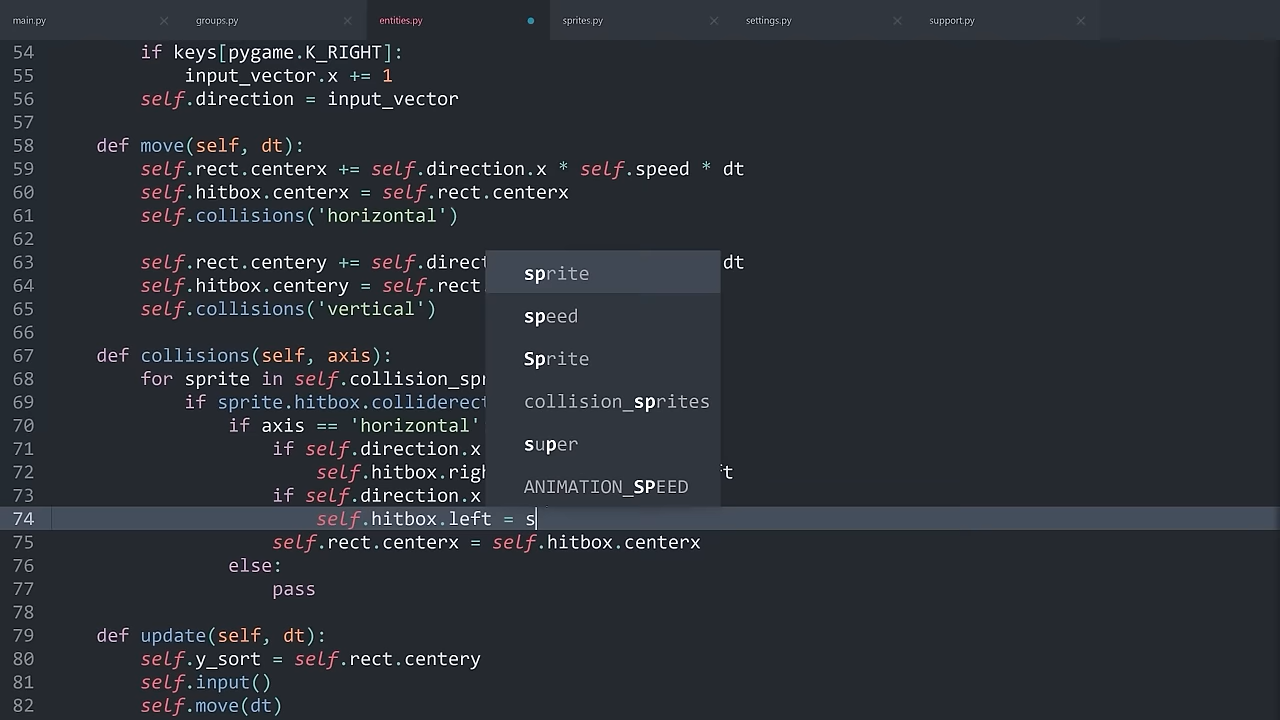 main.py groups.py entities.py sprites.py settings.py support.py
54 if keys[pygame.K_RIGHT]:
55 input_vector.x += 1
56 self.direction = input_vector
57
58 def move(self, dt):
59 self.rect.centerx += self.direction.x * self.speed * dt
60 self.hitbox.centerx = self.rect.centerx
61 self.collisions('horizontal')
62
63 self.rect.centery += self.direct dt
64 self.hitbox.centery = self.rect
65 self.collisions('vertical')
66
67 def collisions(self, axis):
68 for sprite in self.collision_spr
69 if sprite.hitbox.colliderect
70 if axis == 'horizontal'
71 if self.direction.x
72 self.hitbox.righ ft
73 if self.direction.x
74 self.hitbox.left = s
75 self.rect.centerx = self.hitbox.centerx
76 else:
77 pass
78
79 def update(self, dt):
80 self.y_sort = self.rect.centery
81 self.input()
82 self.move(dt)
sprite
speed
Sprite
collision_sprites
super
ANIMATION_SPEED